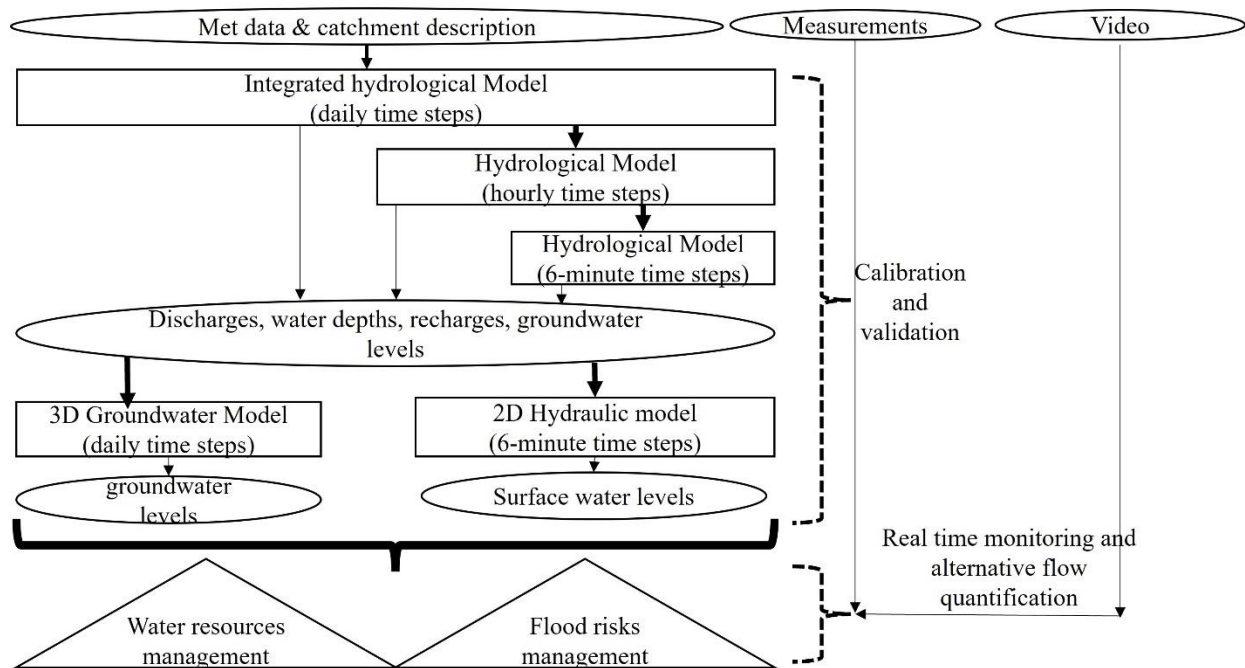 Met data & catchment description
Measurements
Video
Integrated hydrological Model
(daily time steps)
Hydrological Model
(hourly time steps)
Hydrological Model
(6-minute time steps)
Calibration
and
validation
Discharges, water depths, recharges, groundwater
levels
3D Groundwater Model
(daily time steps)
2D Hydraulic model
(6-minute time steps)
groundwater
levels
Surface water levels
Real time monitoring and
alternative flow
quantification
Water resources
management
Flood risks
management